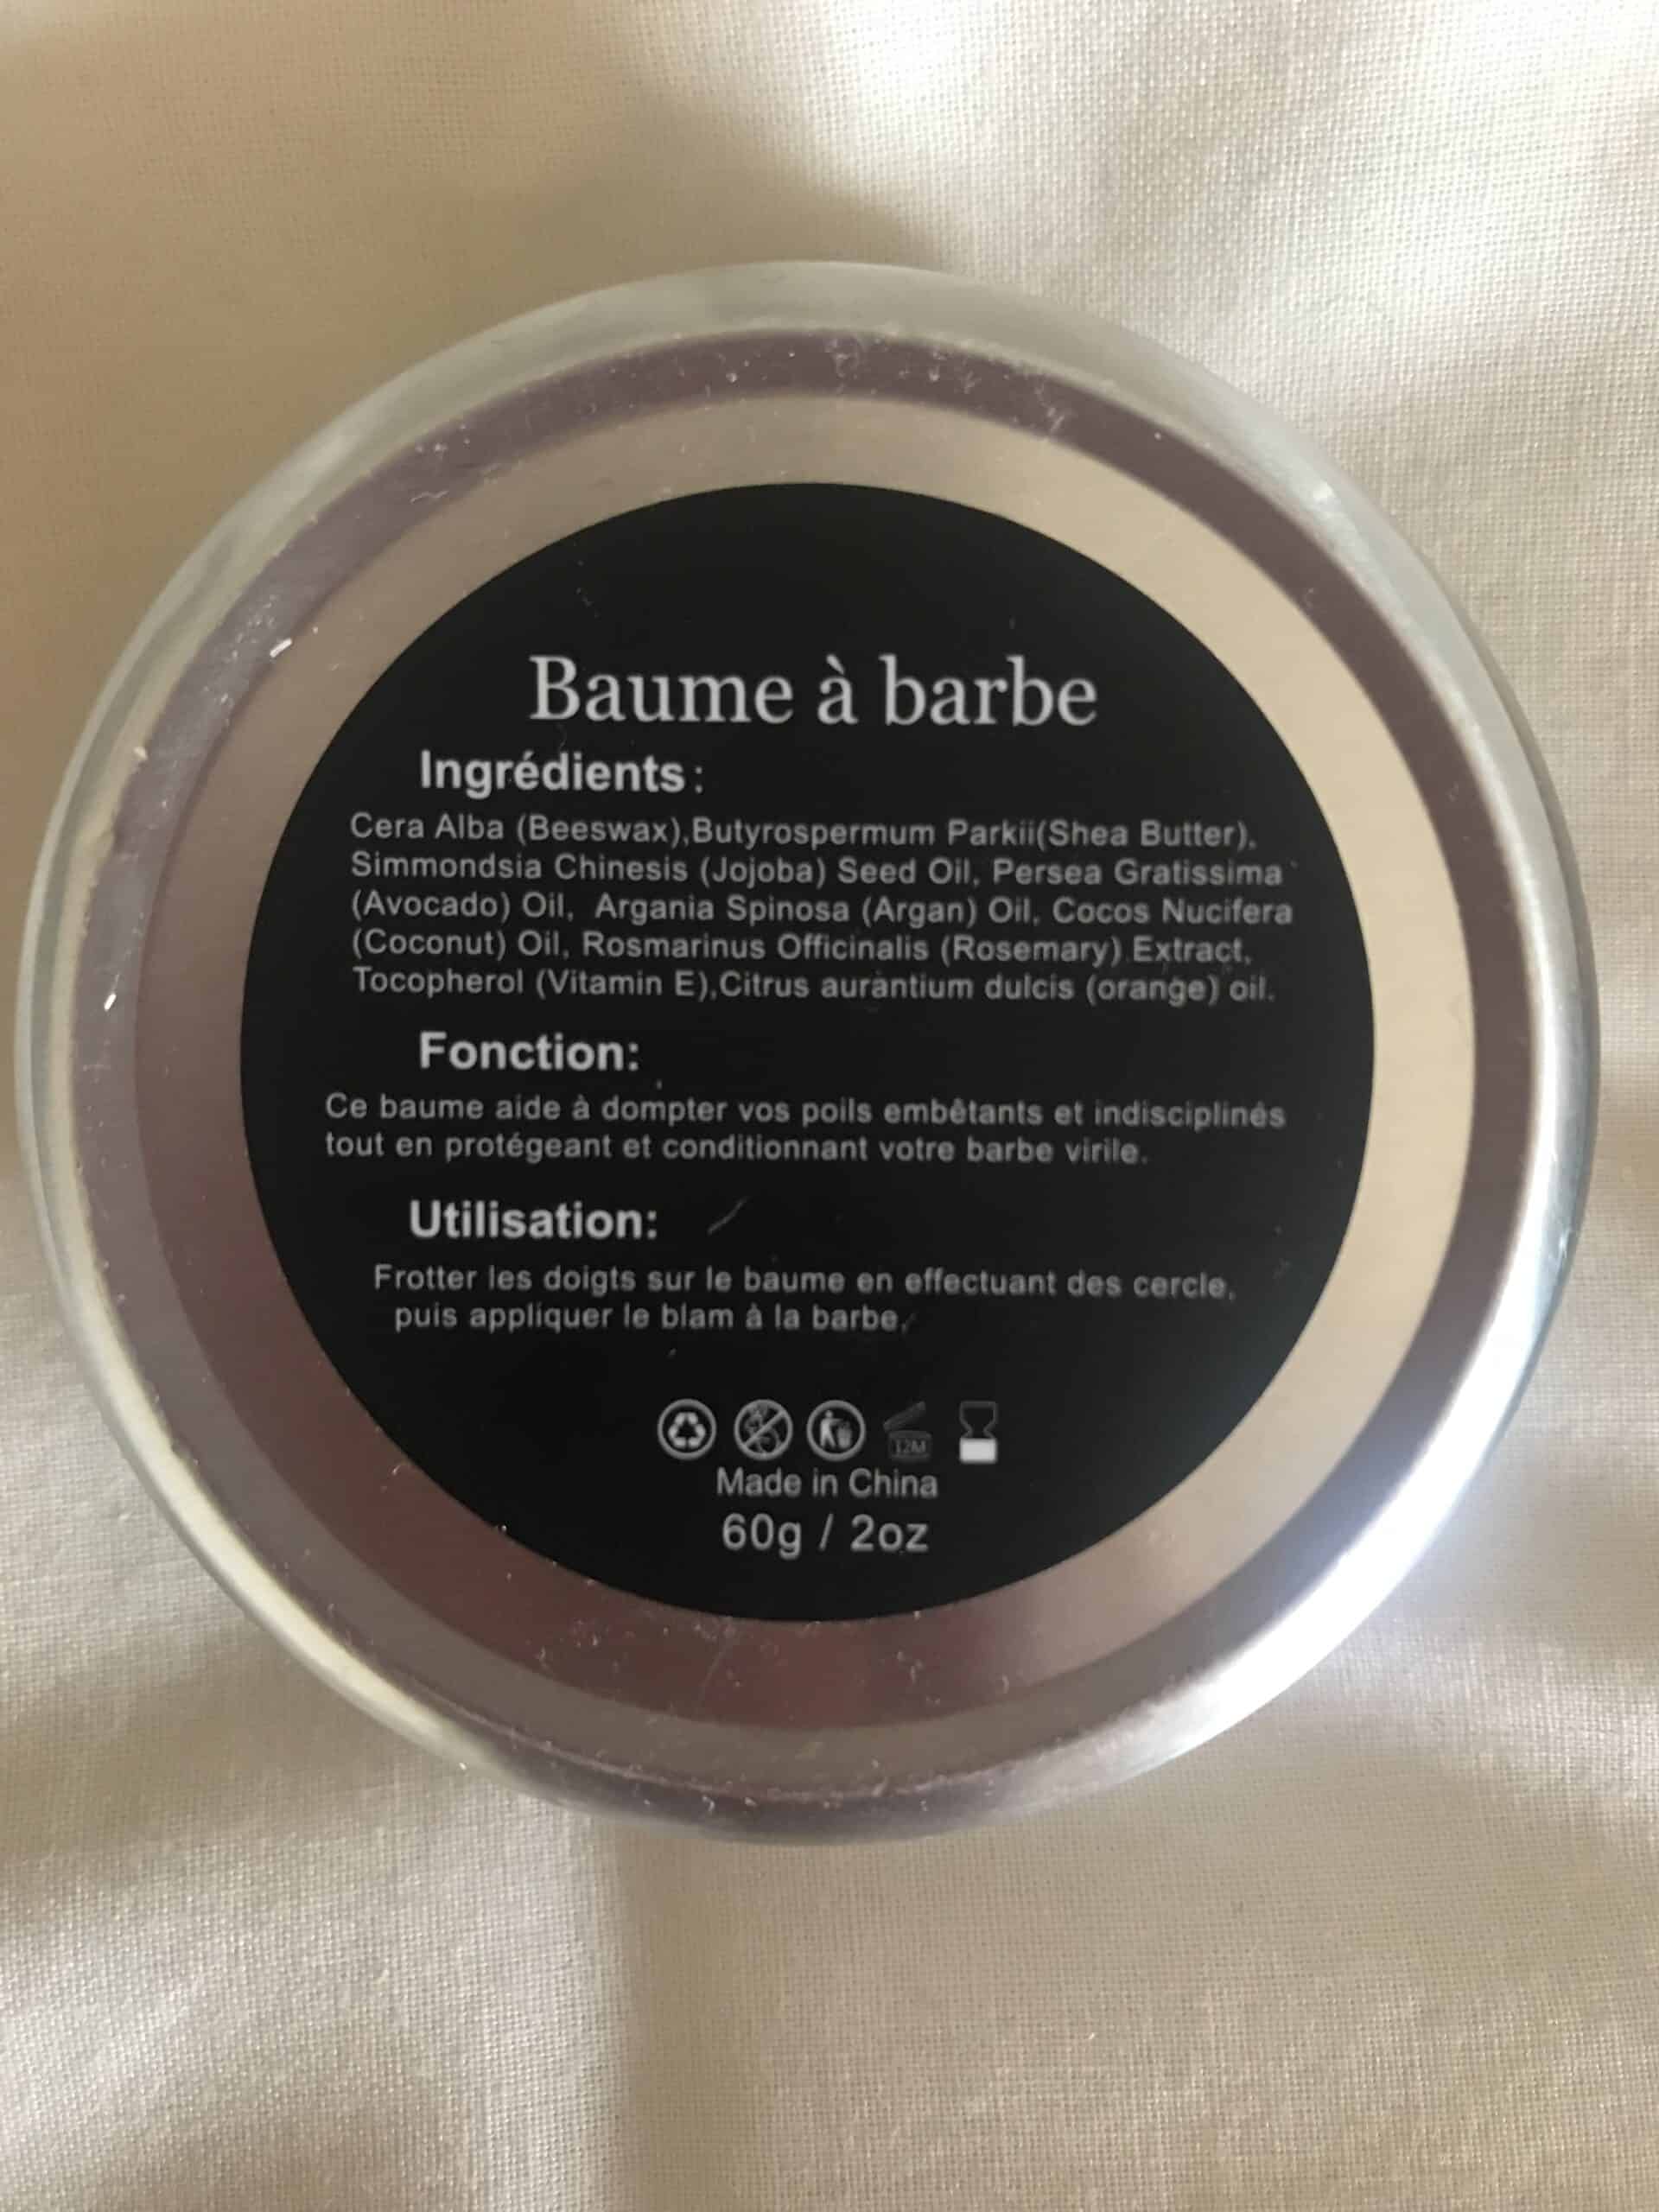 Baume à barbe
Ingrédients :
Cera Alba (Beeswax),Butyrospermum Parkii(Shea Butter),
Simmondsia Chinesis (Jojoba) Seed Oil, Persea Gratissima
(Avocado) Oil, Argania Spinosa (Argan) Oil, Cocos Nucifera
(Coconut) Oil, Rosmarinus Officinalis (Rosemary) Extract,
Tocopherol (Vitamin E),Citrus aurantium dulcis (orange) oil.
Fonction:
Ce baume aide à dompter vos poils embêtants et indisciplinés
tout en protégeant et conditionnant votre barbe virile.
Utilisation:
Frotter les doigts sur le baume en effectuant des cercle,
puis appliquer le blam à la barbe.
12M
Made in China
60g / 2oz